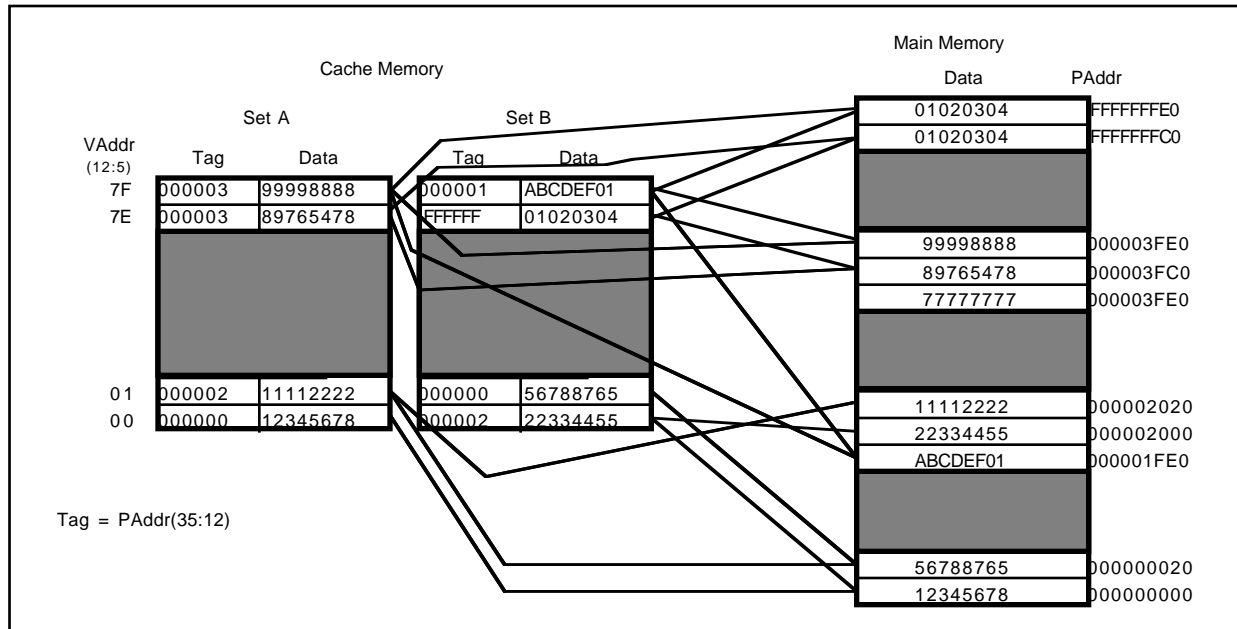 Main Memory
Cache Memory
Data PAddr
Set A Set B
VAddr
(12:5)
Tag Data Tag Data
01020304 FFFFFFFE0
01020304 FFFFFFFC0
7F 000003 99998888 000001 ABCDEF01
7E 000003 89765478 FFFFFF 01020304
99998888 000003FE0
89765478 000003FC0
77777777 000003FE0
01 000002 11112222 000000 56788765
00 000000 12345678 000002 22334455
11112222 000002020
22334455 000002000
ABCDEF01 000001FE0
Tag = PAddr(35:12)
56788765 000000020
12345678 000000000